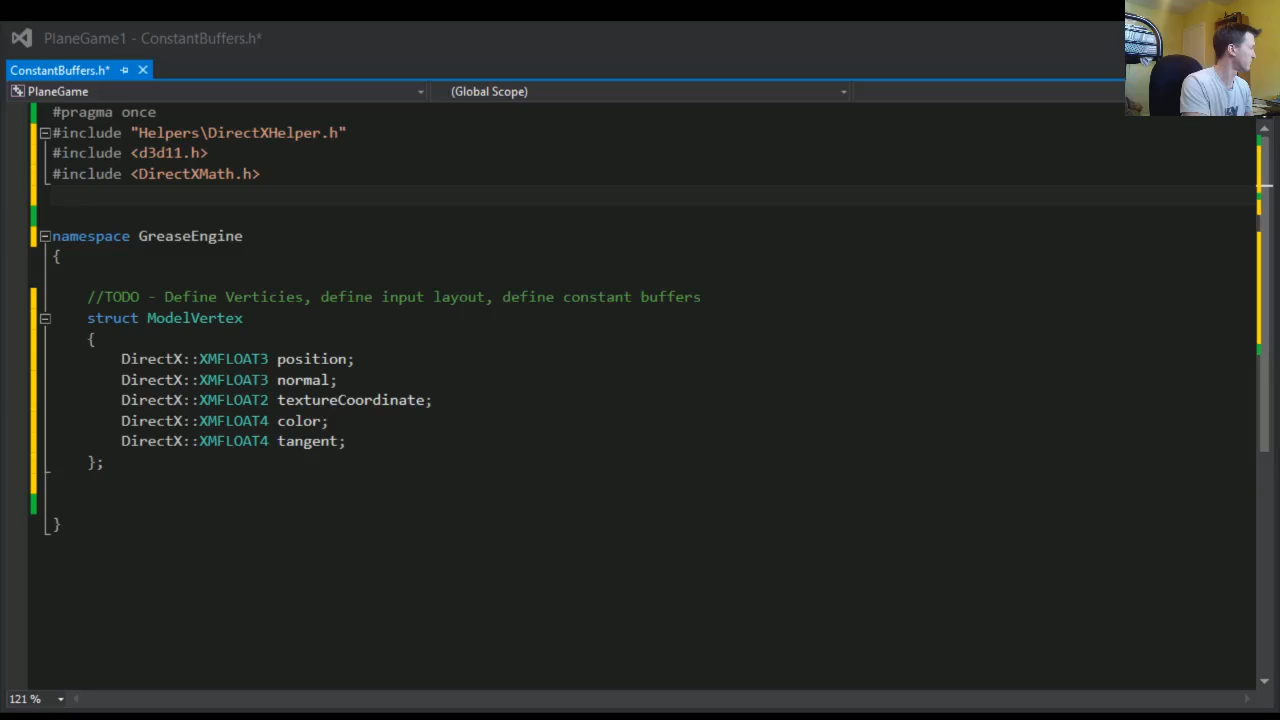 PlaneGame1 - ConstantBuffers.h*
ConstantBuffers.h*
PlaneGame
(Global Scope)
#pragma once
#include "Helpers\DirectXHelper.h"
#include <d3d11.h>
#include <DirectXMath.h>
namespace GreaseEngine
{
//TODO - Define Verticies, define input layout, define constant buffers
struct ModelVertex
{
DirectX::XMFLOAT3 position;
DirectX::XMFLOAT3 normal;
DirectX::XMFLOAT2 textureCoordinate;
DirectX::XMFLOAT4 color;
DirectX::XMFLOAT4 tangent;
};
}
121 %